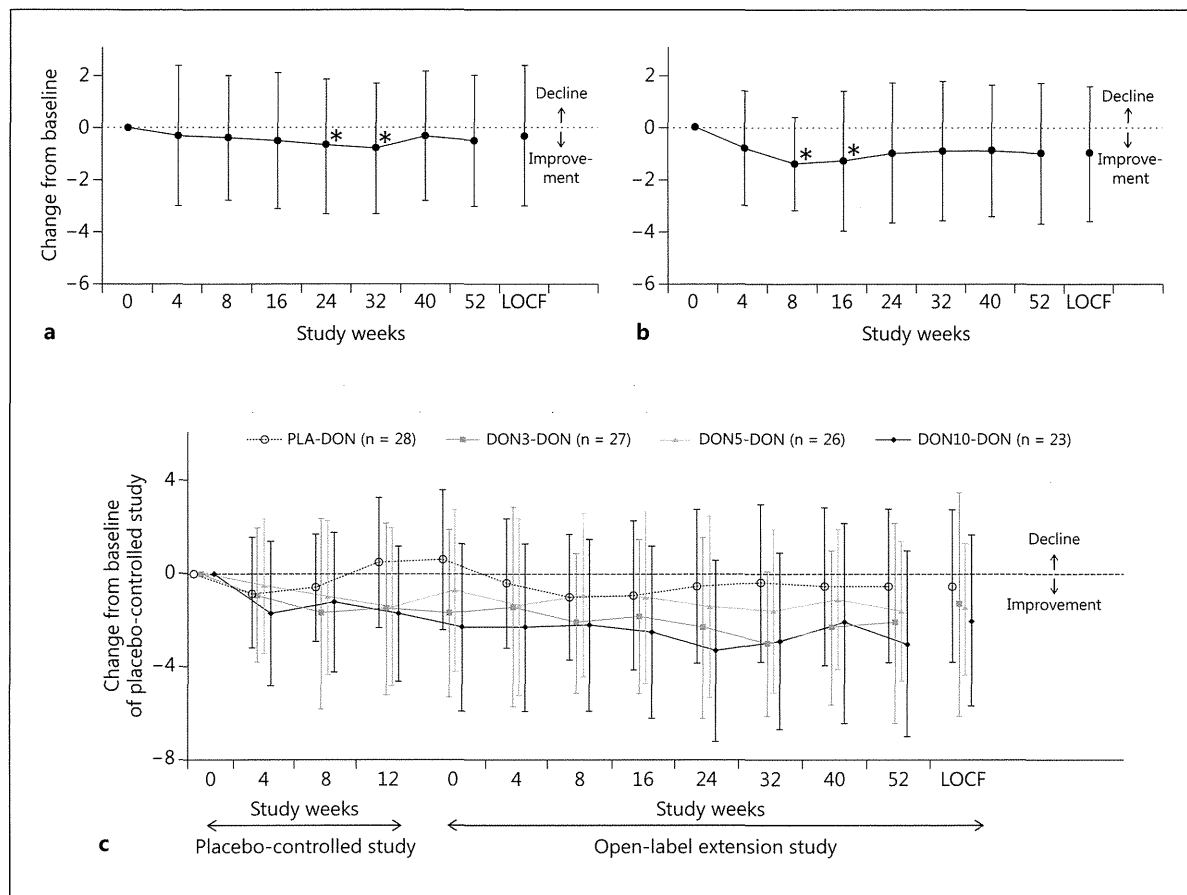 2
0
−2
−4
−6
Change from baseline
*
*
Decline
↑
↓
Improve-
ment
0 4 8 16 24 32 40 52 LOCF
Study weeks
a
2
0
−2
−4
−6
*
*
Decline
↑
↓
Improve-
ment
0 4 8 16 24 32 40 52 LOCF
Study weeks
b
PLA-DON (n = 28) DON3-DON (n = 27) DON5-DON (n = 26) DON10-DON (n = 23)
4
0
−4
−8
Change from baseline
of placebo-controlled study
Decline
↑
↓
Improvement
0 4 8 12 0 4 8 16 24 32 40 52 LOCF
Study weeks Study weeks
Placebo-controlled study Open-label extension study
c